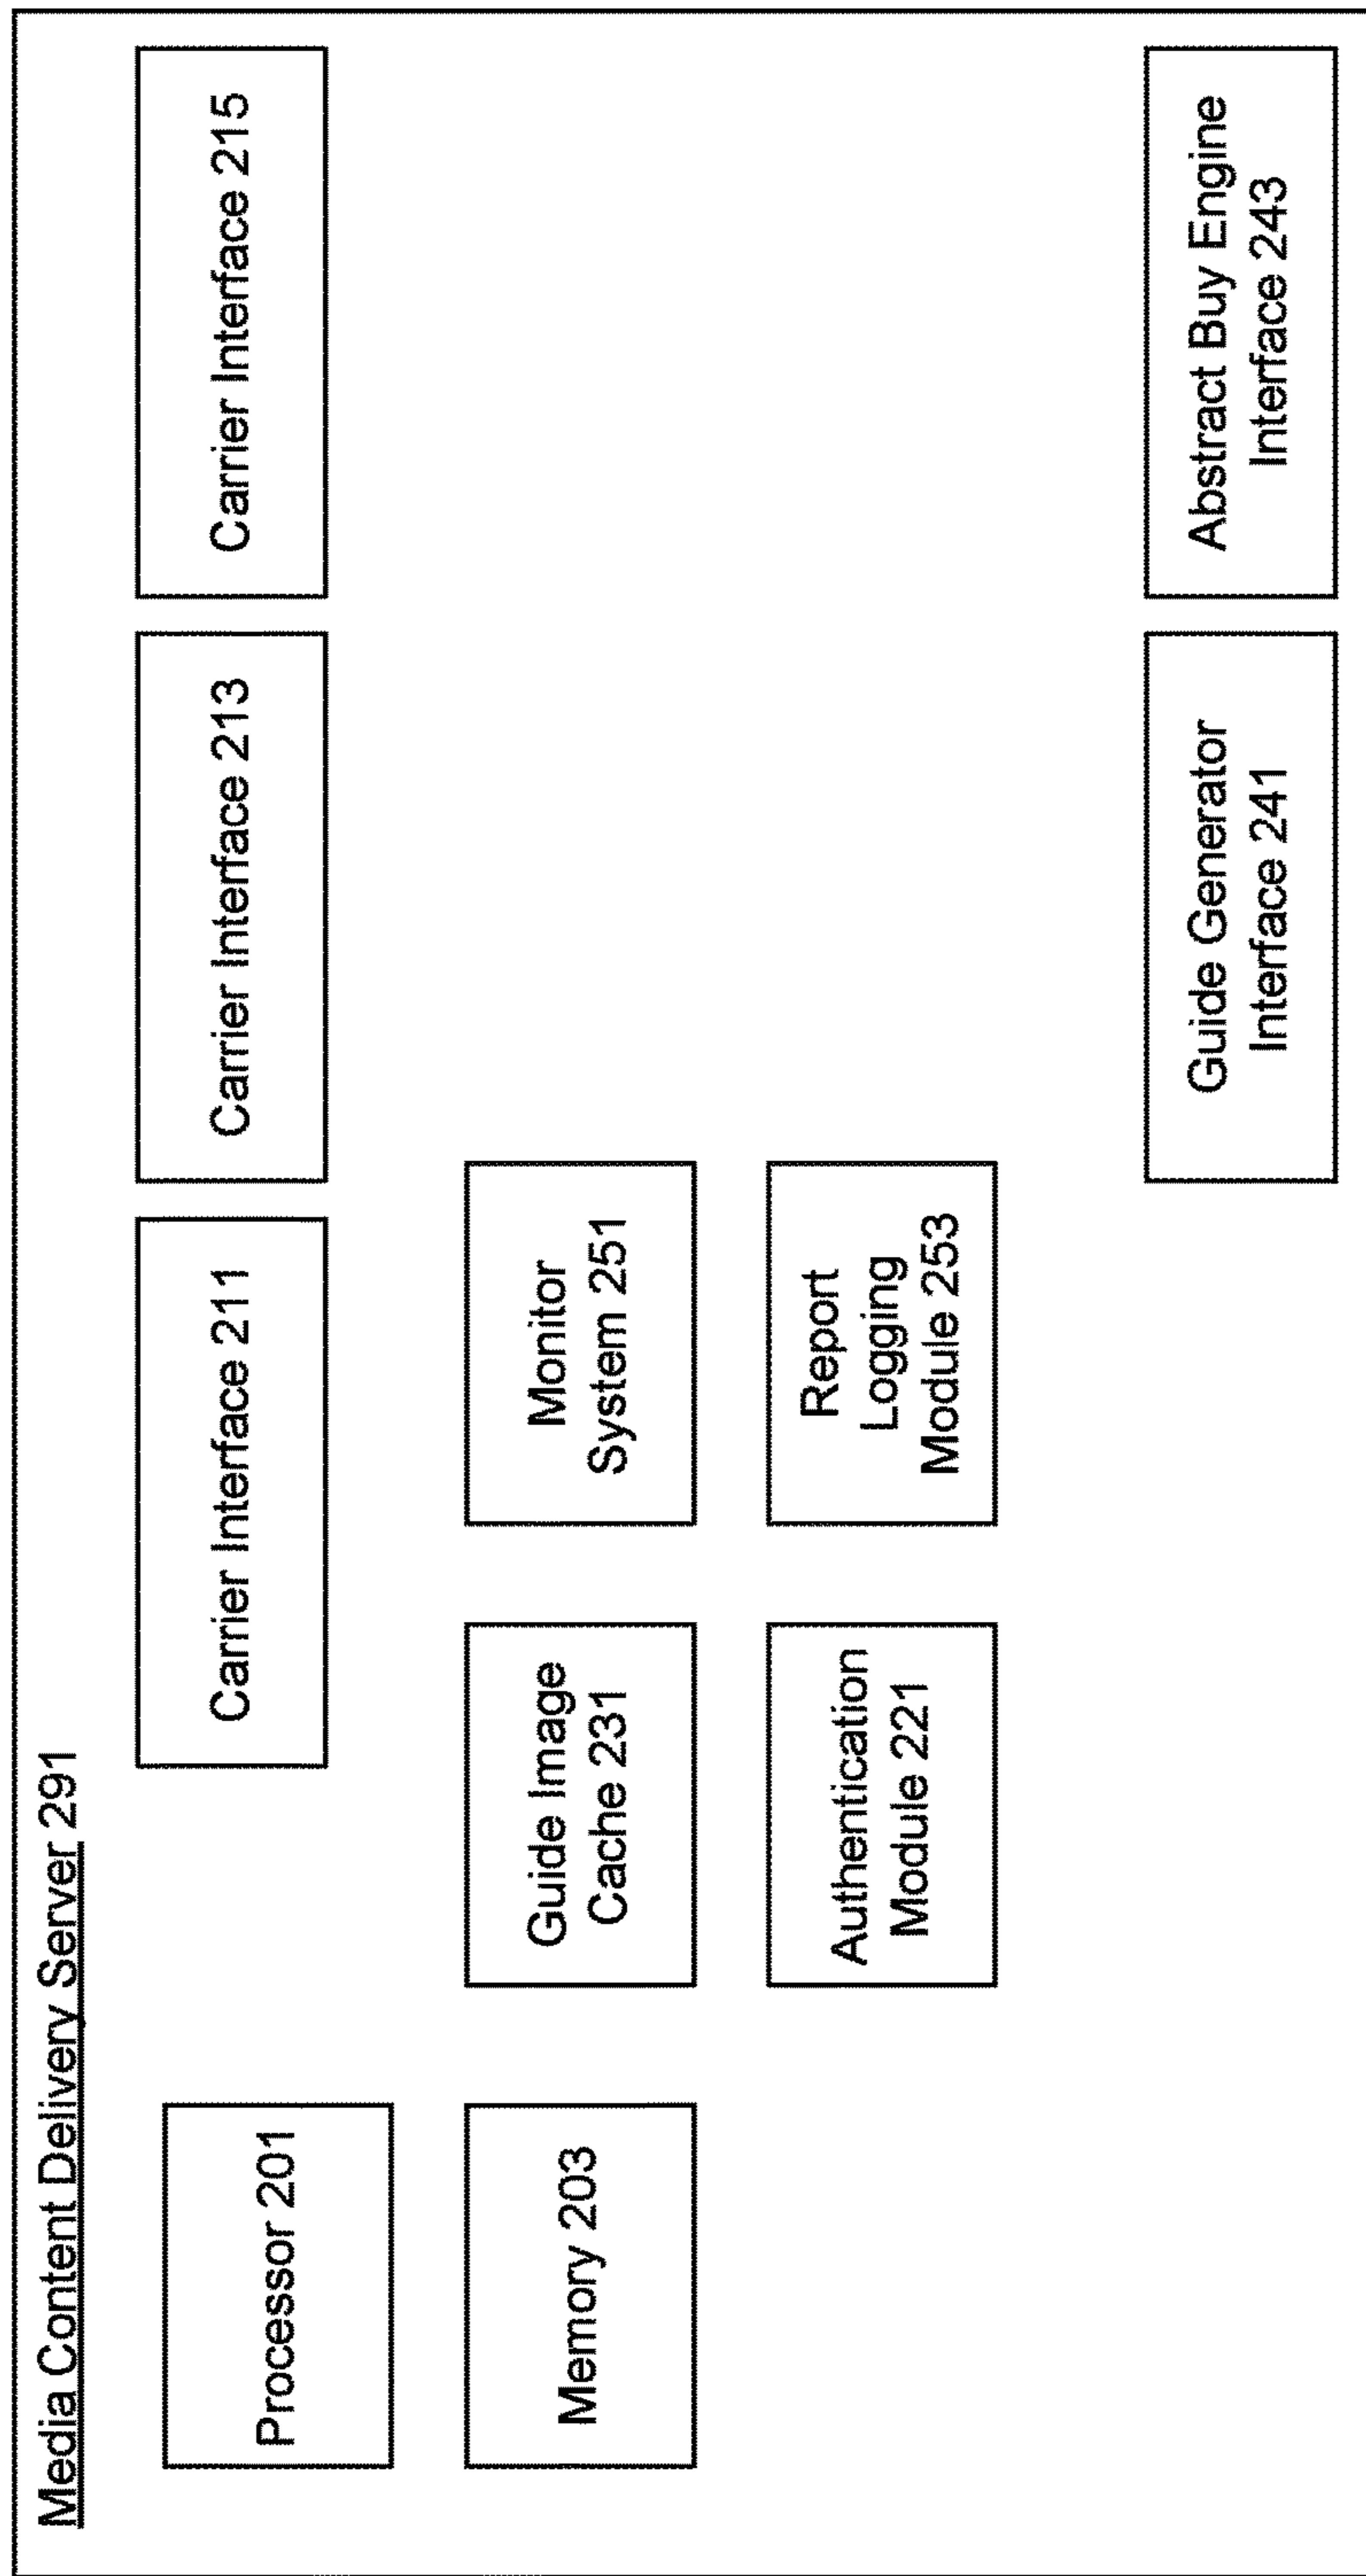 Media Content Delivery Server 291
Processor 201
Carrier Interface 211
Carrier Interface 213
Carrier Interface 215
Memory 203
Guide Image
Cache 231
Monitor
System 251
Authentication
Module 221
Report
Logging
Module 253
Guide Generator
Interface 241
Abstract Buy Engine
Interface 243